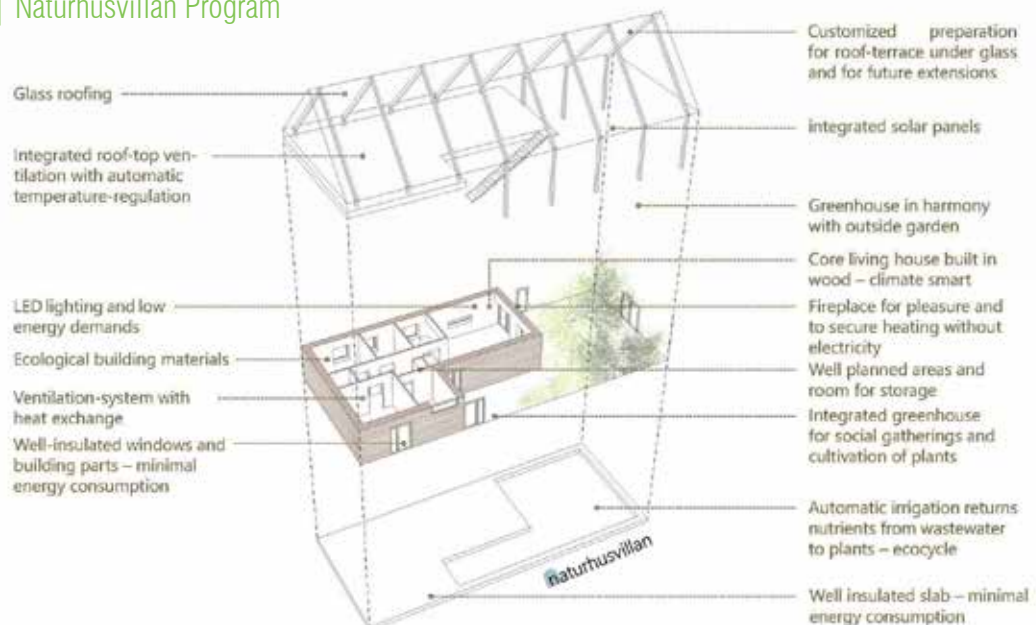 Naturhusvillan Program
Glass roofing
Integrated roof-top ven-
tilation with automatic
temperature-regulation
LED lighting and low
energy demands
Ecological building materials
Ventilation-system with
heat exchange
Well-insulated windows and
building parts – minimal
energy consumption
Customized preparation
for roof-terrace under glass
and for future extensions
integrated solar panels
Greenhouse in harmony
with outside garden
Core living house built in
wood – climate smart
Fireplace for pleasure and
to secure heating without
electricity
Well planned areas and
room for storage
Integrated greenhouse
for social gatherings and
cultivation of plants
Automatic irrigation returns
nutrients from wastewater
to plants – ecocycle
Well insulated slab – minimal
energy consumption
naturhusvillan